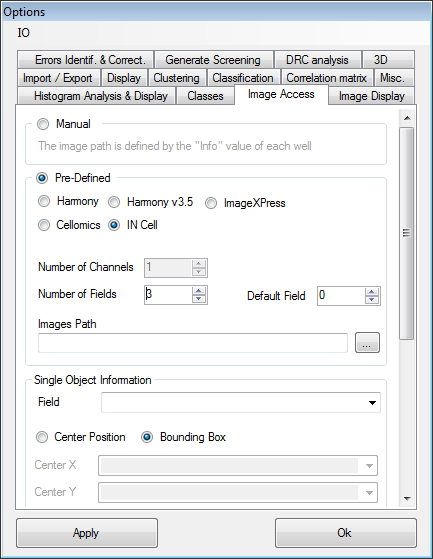 Options
IO
Errors Identif. & Correct. Generate Screening DRC analysis 3D
Import / Export Display Clustering Classification Correlation matrix Misc.
Histogram Analysis & Display Classes Image Access Image Display
Manual
The image path is defined by the "Info" value of each well
Pre-Defined
Harmony Harmony v3.5 ImageXPress
Cellomics IN Cell
Number of Channels 1
Number of Fields 3 Default Field 0
Images Path
...
Single Object Information
Field
Center Position Bounding Box
Center X
Center Y
Apply Ok